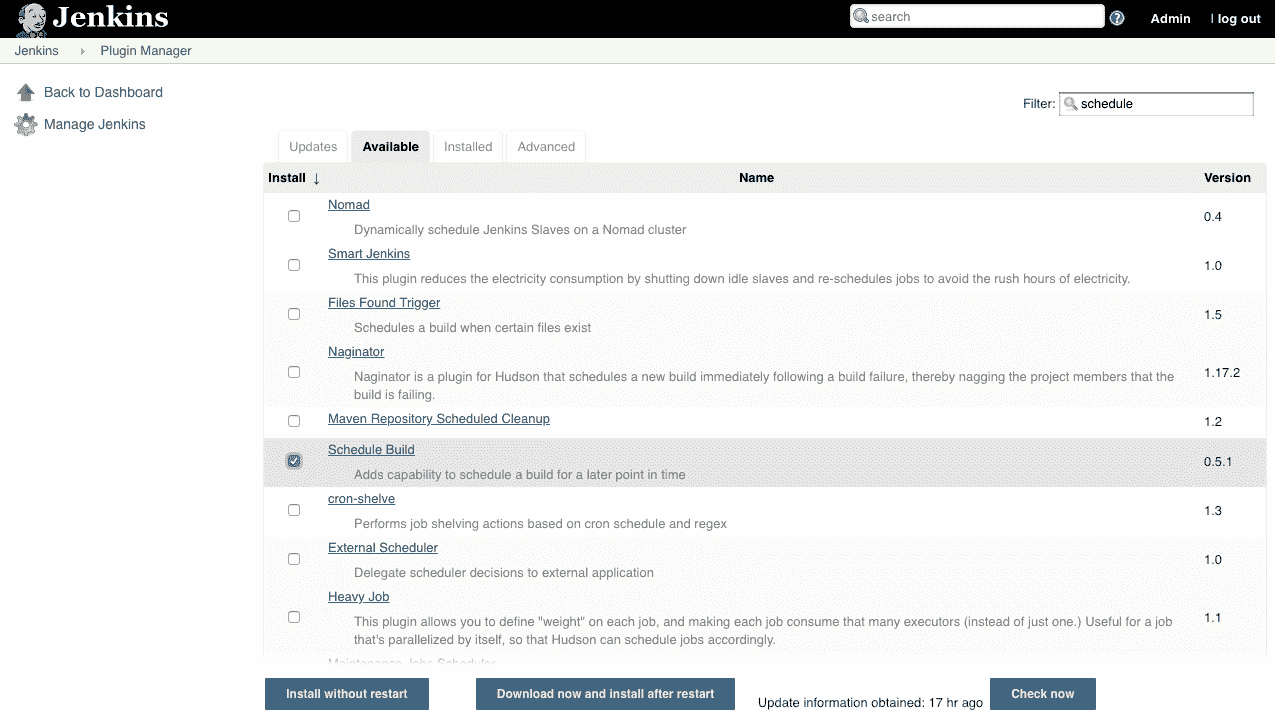 Jenkins
search
? Admin | log out
Jenkins Plugin Manager
Back to Dashboard
Manage Jenkins
Filter: schedule
Updates Available Installed Advanced
Install ↓ Name Version
Nomad
Dynamically schedule Jenkins Slaves on a Nomad cluster
0.4
Smart Jenkins
This plugin reduces the electricity consumption by shutting down idle slaves and re-schedules jobs to avoid the rush hours of electricity.
1.0
Files Found Trigger
Schedules a build when certain files exist
1.5
Naginator
Naginator is a plugin for Hudson that schedules a new build immediately following a build failure, thereby nagging the project members that the
build is failing.
1.17.2
Maven Repository Scheduled Cleanup
1.2
Schedule Build
Adds capability to schedule a build for a later point in time
0.5.1
cron-shelve
Performs job shelving actions based on cron schedule and regex
1.3
External Scheduler
Delegate scheduler decisions to external application
1.0
Heavy Job
This plugin allows you to define "weight" on each job, and making each job consume that many executors (instead of just one.) Useful for a job
that's parallelized by itself, so that Hudson can schedule jobs accordingly.
1.1
Maintenance Jobs Scheduler
Install without restart Download now and install after restart Update information obtained: 17 hr ago Check now